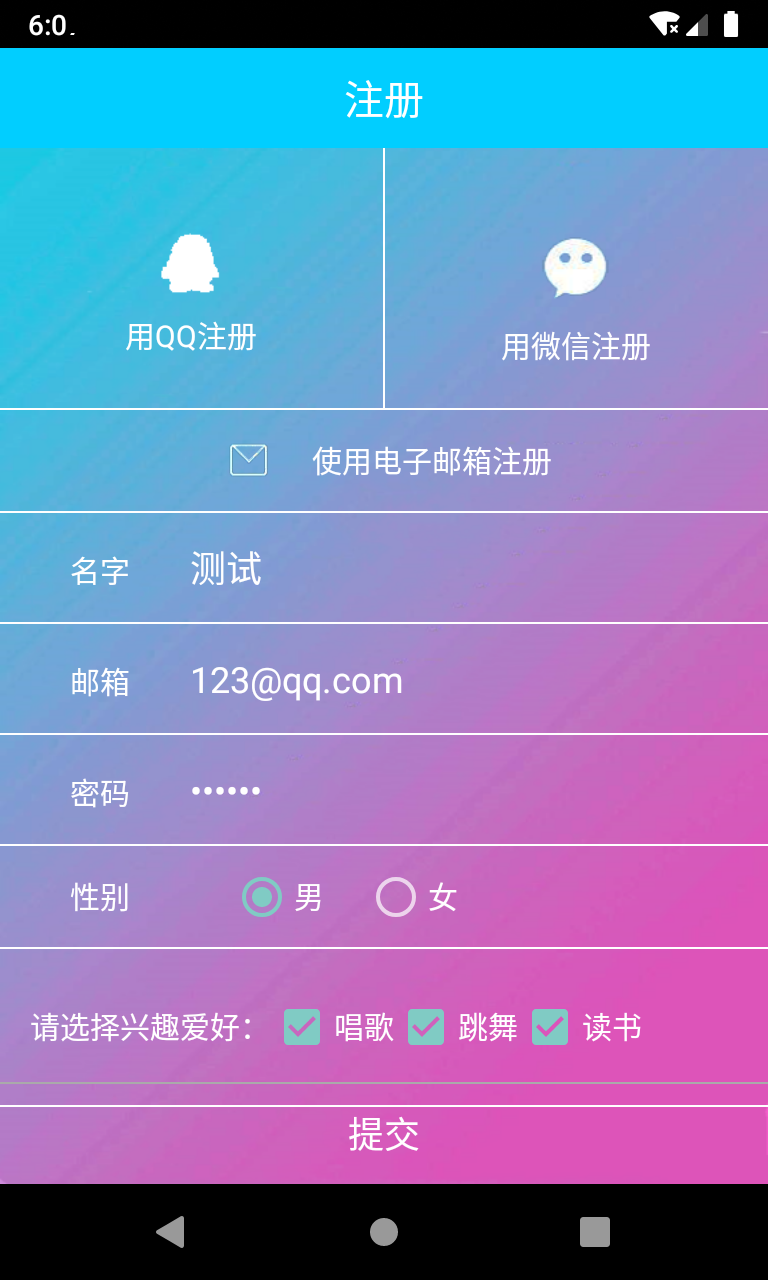 6:0
注册
用QQ注册
用微信注册
使用电子邮箱注册
名字 测试
邮箱 123@qq.com
密码 ••••••
性别 男 女
请选择兴趣爱好： 唱歌 跳舞 读书
提交